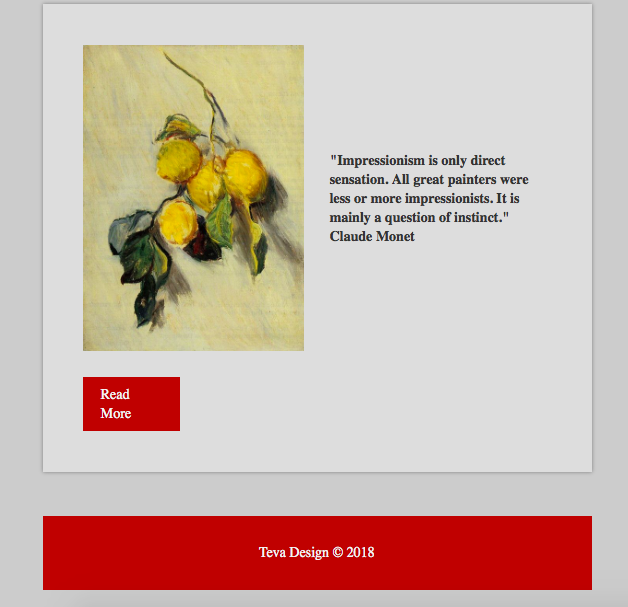 "Impressionism is only direct
sensation. All great painters were
less or more impressionists. It is
mainly a question of instinct."
Claude Monet
Read
More
Teva Design © 2018